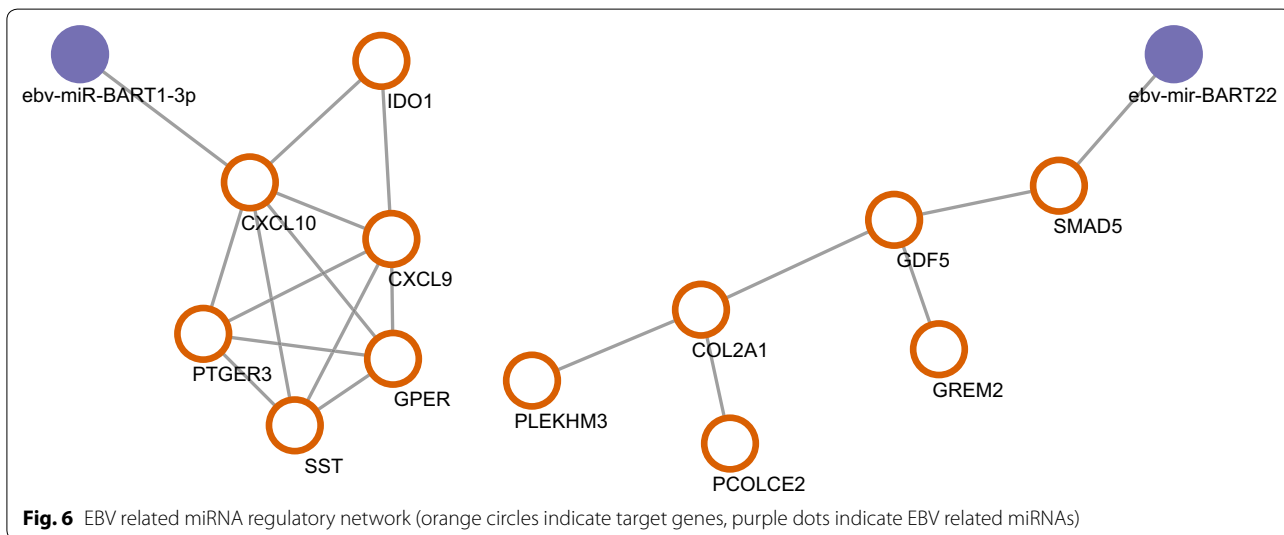 ebv-miR-BART1-3p
IDO1
ebv-mir-BART22
CXCL10
SMAD5
CXCL9
GDF5
PTGER3
COL2A1
GPER
GREM2
PLEKHM3
SST
PCOLCE2
Fig. 6 EBV related miRNA regulatory network (orange circles indicate target genes, purple dots indicate EBV related miRNAs)